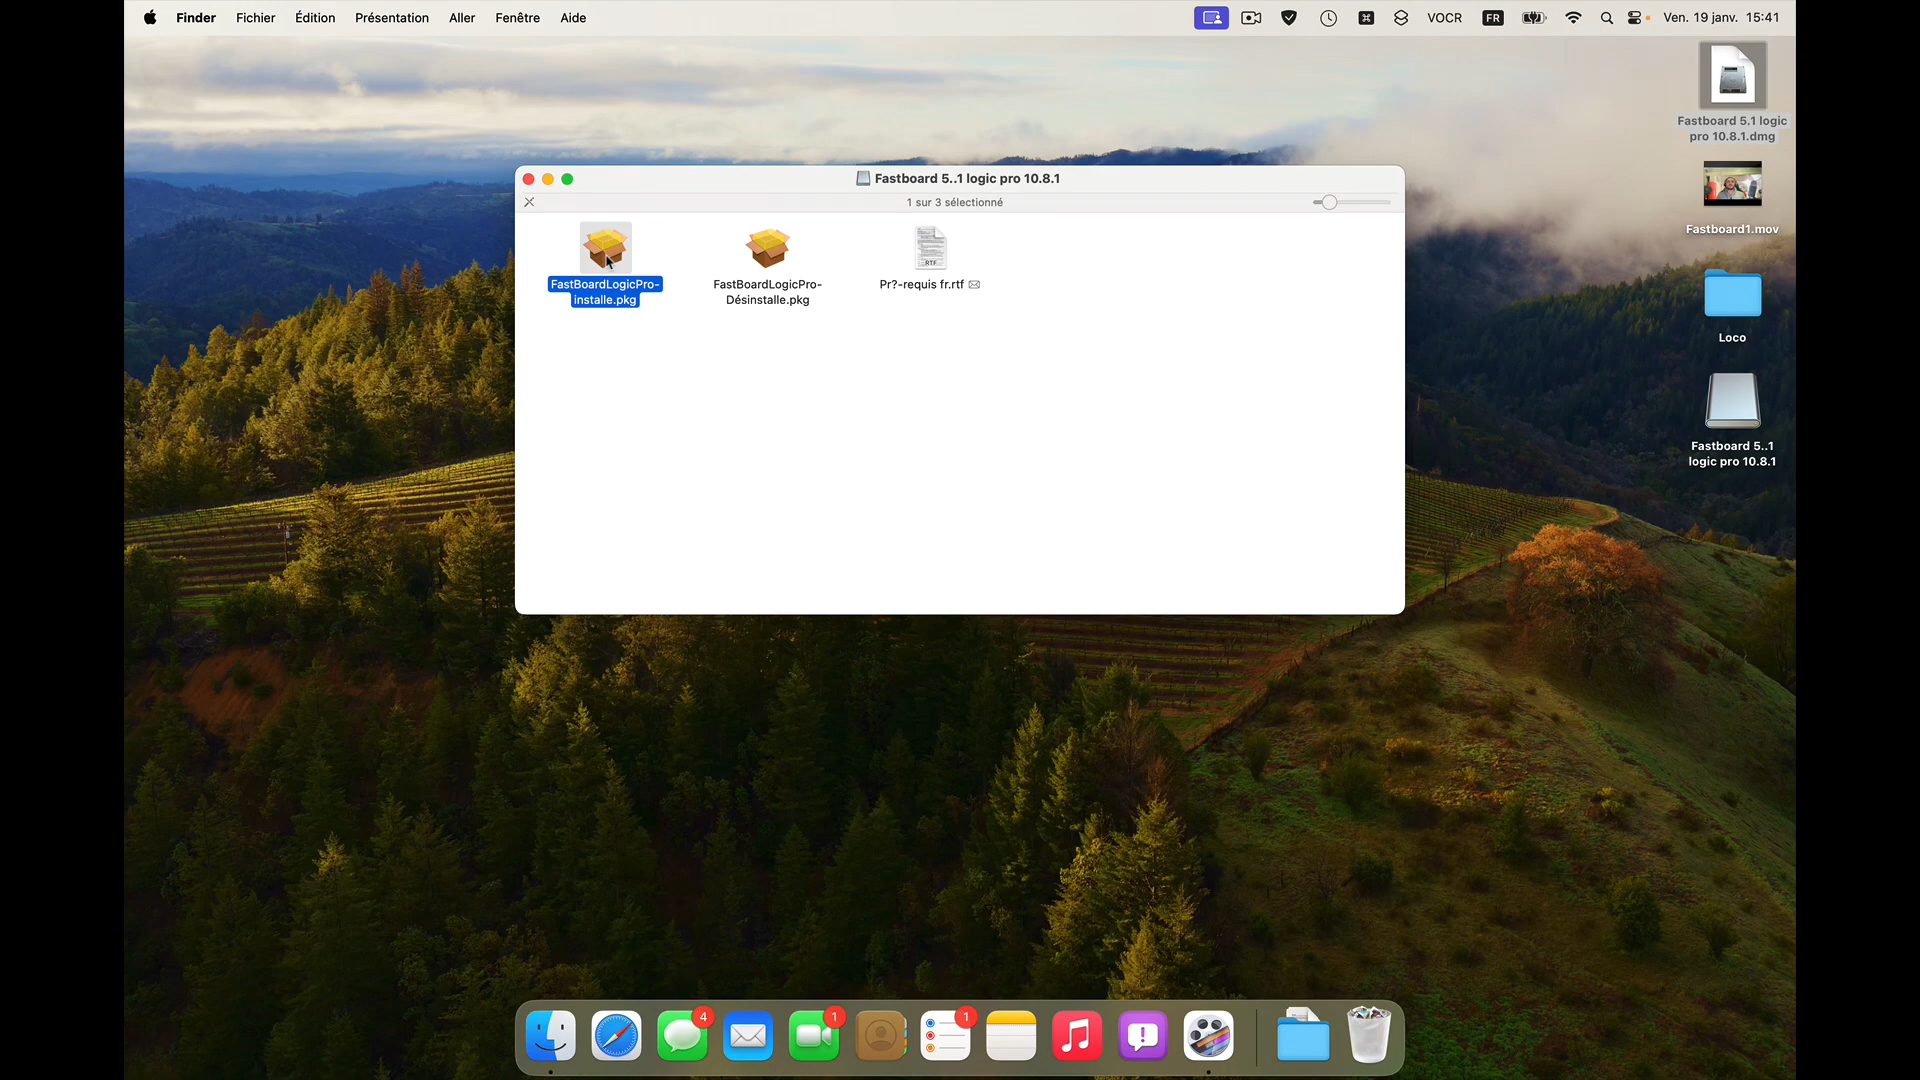 Finder Fichier Édition Présentation Aller Fenêtre Aide VOCR FR Ven. 19 janv. 15:41
Fastboard 5.1 logic
pro 10.8.1.dmg
Fastboard1.mov
Loco
Fastboard 5..1
logic pro 10.8.1
Fastboard 5..1 logic pro 10.8.1
1 sur 3 sélectionné
FastBoardLogicPro-
installe.pkg
FastBoardLogicPro-
Désinstalle.pkg
RTF
Pr?-requis fr.rtf
4
1
1